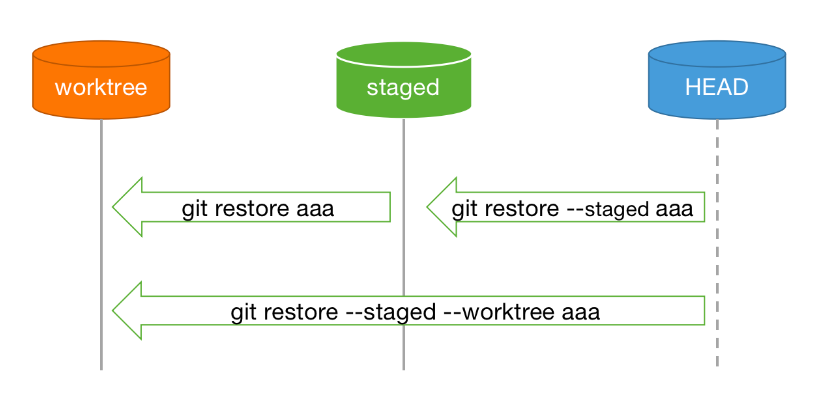 worktree
staged
HEAD
git restore aaa
git restore --staged aaa
git restore --staged --worktree aaa